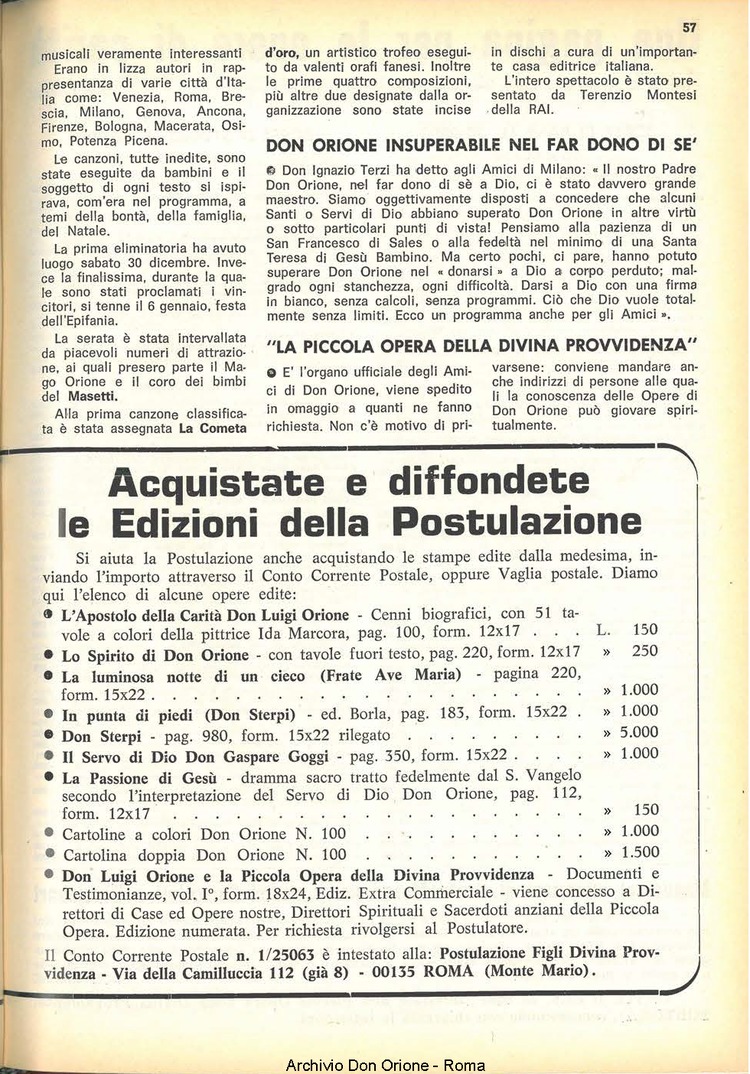 57
musicali veramente interessanti
Erano in lizza autori in rap-
presentanza di varie città d'Ita-
lia come: Venezia, Roma, Bre-
scia, Milano, Genova, Ancona,
Firenze, Bologna, Macerata, Osi-
mo, Potenza Picena.
Le canzoni, tutte inedite, sono
state eseguite da bambini e il
soggetto di ogni testo si ispi-
rava, com'era nel programma, a
temi della bontà, della famiglia,
del Natale.
La prima eliminatoria ha avuto
luogo sabato 30 dicembre. Inve-
ce la finalissima, durante la qua-
le sono stati proclamati i vin-
citori, si tenne il 6 gennaio, festa
dell'Epifania.
La serata è stata intervallata
da piacevoli numeri di attrazio-
ne, ai quali presero parte il Ma-
go Orione e il coro dei bimbi
del Masetti.
Alla prima canzone classifica-
ta è stata assegnata La Cometa
d'oro, un artistico trofeo esegui-
to da valenti orafi fanesi. Inoltre
le prime quattro composizioni,
più altre due designate dalla or-
ganizzazione sono state incise
in dischi a cura di un'importan-
te casa editrice italiana.
L'intero spettacolo è stato pre-
sentato da Terenzio Montesi
della RAI.
DON ORIONE INSUPERABILE NEL FAR DONO DI SE'
● Don Ignazio Terzi ha detto agli Amici di Milano: « Il nostro Padre
Don Orione, nel far dono di sè a Dio, ci è stato davvero grande
maestro. Siamo oggettivamente disposti a concedere che alcuni
Santi o Servi di Dio abbiano superato Don Orione in altre virtù
o sotto particolari punti di vista! Pensiamo alla pazienza di un
San Francesco di Sales o alla fedeltà nel minimo di una Santa
Teresa di Gesù Bambino. Ma certo pochi, ci pare, hanno potuto
superare Don Orione nel « donarsi » a Dio a corpo perduto; mal-
grado ogni stanchezza, ogni difficoltà. Darsi a Dio con una firma
in bianco, senza calcoli, senza programmi. Ciò che Dio vuole total-
mente senza limiti. Ecco un programma anche per gli Amici ».
"LA PICCOLA OPERA DELLA DIVINA PROVVIDENZA"
● E' l'organo ufficiale degli Ami-
ci di Don Orione, viene spedito
in omaggio a quanti ne fanno
richiesta. Non c'è motivo di pri-
varsene: conviene mandare an-
che indirizzi di persone alle qua-
li la conoscenza delle Opere di
Don Orione può giovare spiri-
tualmente.
Acquistate e diffondete
le Edizioni della Postulazione
Si aiuta la Postulazione anche acquistando le stampe edite dalla medesima, in-
viando l'importo attraverso il Conto Corrente Postale, oppure Vaglia postale. Diamo
qui l'elenco di alcune opere edite:
● L'Apostolo della Carità Don Luigi Orione - Cenni biografici, con 51 ta-
vole a colori della pittrice Ida Marcora, pag. 100, form. 12x17 . . . L. 150
● Lo Spirito di Don Orione - con tavole fuori testo, pag. 220, form. 12x17 » 250
● La luminosa notte di un cieco (Frate Ave Maria) - pagina 220,
form. 15x22 . . . . . . . . . . . . . . . . » 1.000
● In punta di piedi (Don Sterpi) - ed. Borla, pag. 183, form. 15x22 . » 1.000
● Don Sterpi - pag. 980, form. 15x22 rilegato . . . . . . . . . » 5.000
● Il Servo di Dio Don Gaspare Goggi - pag. 350, form. 15x22 . . . . » 1.000
● La Passione di Gesù - dramma sacro tratto fedelmente dal S. Vangelo
secondo l'interpretazione del Servo di Dio Don Orione, pag. 112,
form. 12x17 . . . . . . . . . . . . . . . » 150
● Cartoline a colori Don Orione N. 100 . . . . . . . . . . . » 1.000
● Cartolina doppia Don Orione N. 100 . . . . . . . . . . . » 1.500
● Don Luigi Orione e la Piccola Opera della Divina Provvidenza - Documenti e
Testimonianze, vol. I°, form. 18x24, Ediz. Extra Commerciale - viene concesso a Di-
rettori di Case ed Opere nostre, Direttori Spirituali e Sacerdoti anziani della Piccola
Opera. Edizione numerata. Per richiesta rivolgersi al Postulatore.
Il Conto Corrente Postale n. 1/25063 è intestato alla: Postulazione Figli Divina Prov-
videnza - Via della Camilluccia 112 (già 8) - 00135 ROMA (Monte Mario).
Archivio Don Orione - Roma